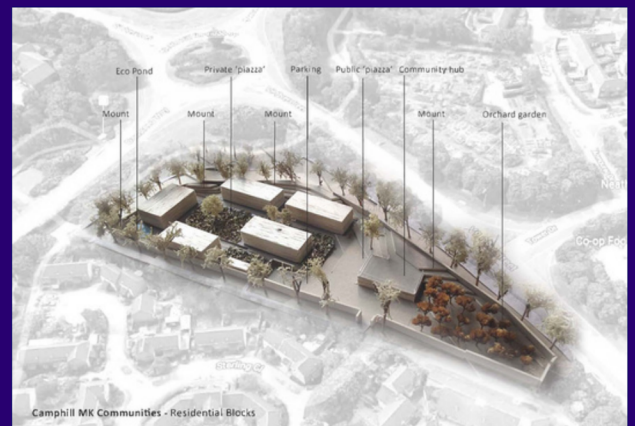 Eco Pond
Private 'piazza'
Parking
Public 'piazza'
Community hub
Mount
Mount
Mount
Mount
Orchard garden
Co-op
Camphill MK Communities - Residential Blocks